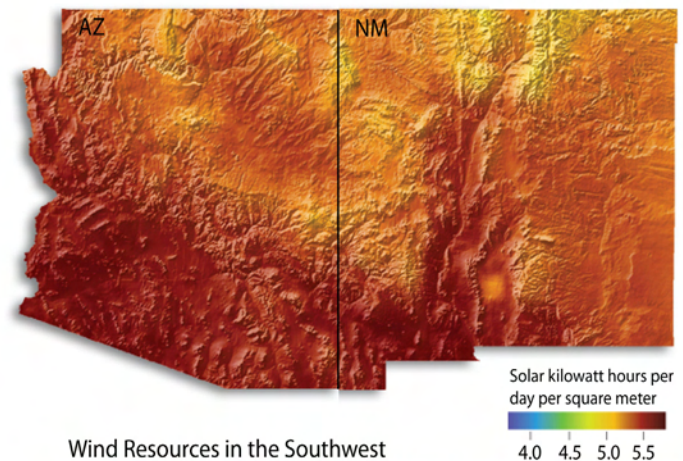 AZ
NM
Solar kilowatt hours per
day per square meter
4.0 4.5 5.0 5.5
Wind Resources in the Southwest